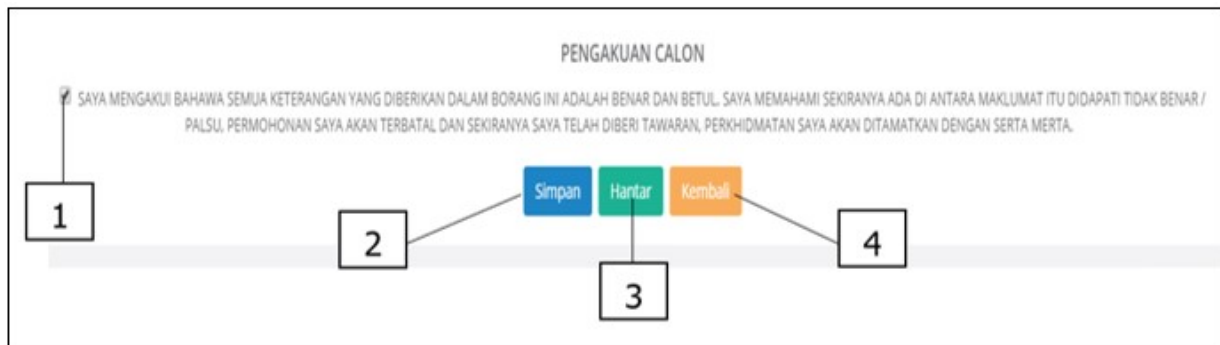 PENGAKUAN CALON
SAYA MENGAKUI BAHAWA SEMUA KETERANGAN YANG DIBERIKAN DALAM BORANG INI ADALAH BENAR DAN BETUL. SAYA MEMAHAMI SEKIRANYA ADA DI ANTARA MAKLUMAT ITU DIDAPATI TIDAK BENAR /
PALSU, PERMOHONAN SAYA AKAN TERBATAL DAN SEKIRANYA SAYA TELAH DIBERI TAWARAN, PERKHIDMATAN SAYA AKAN DITAMATKAN DENGAN SERTA MERTA.
Simpan Hantar Kembali
1
2
4
3